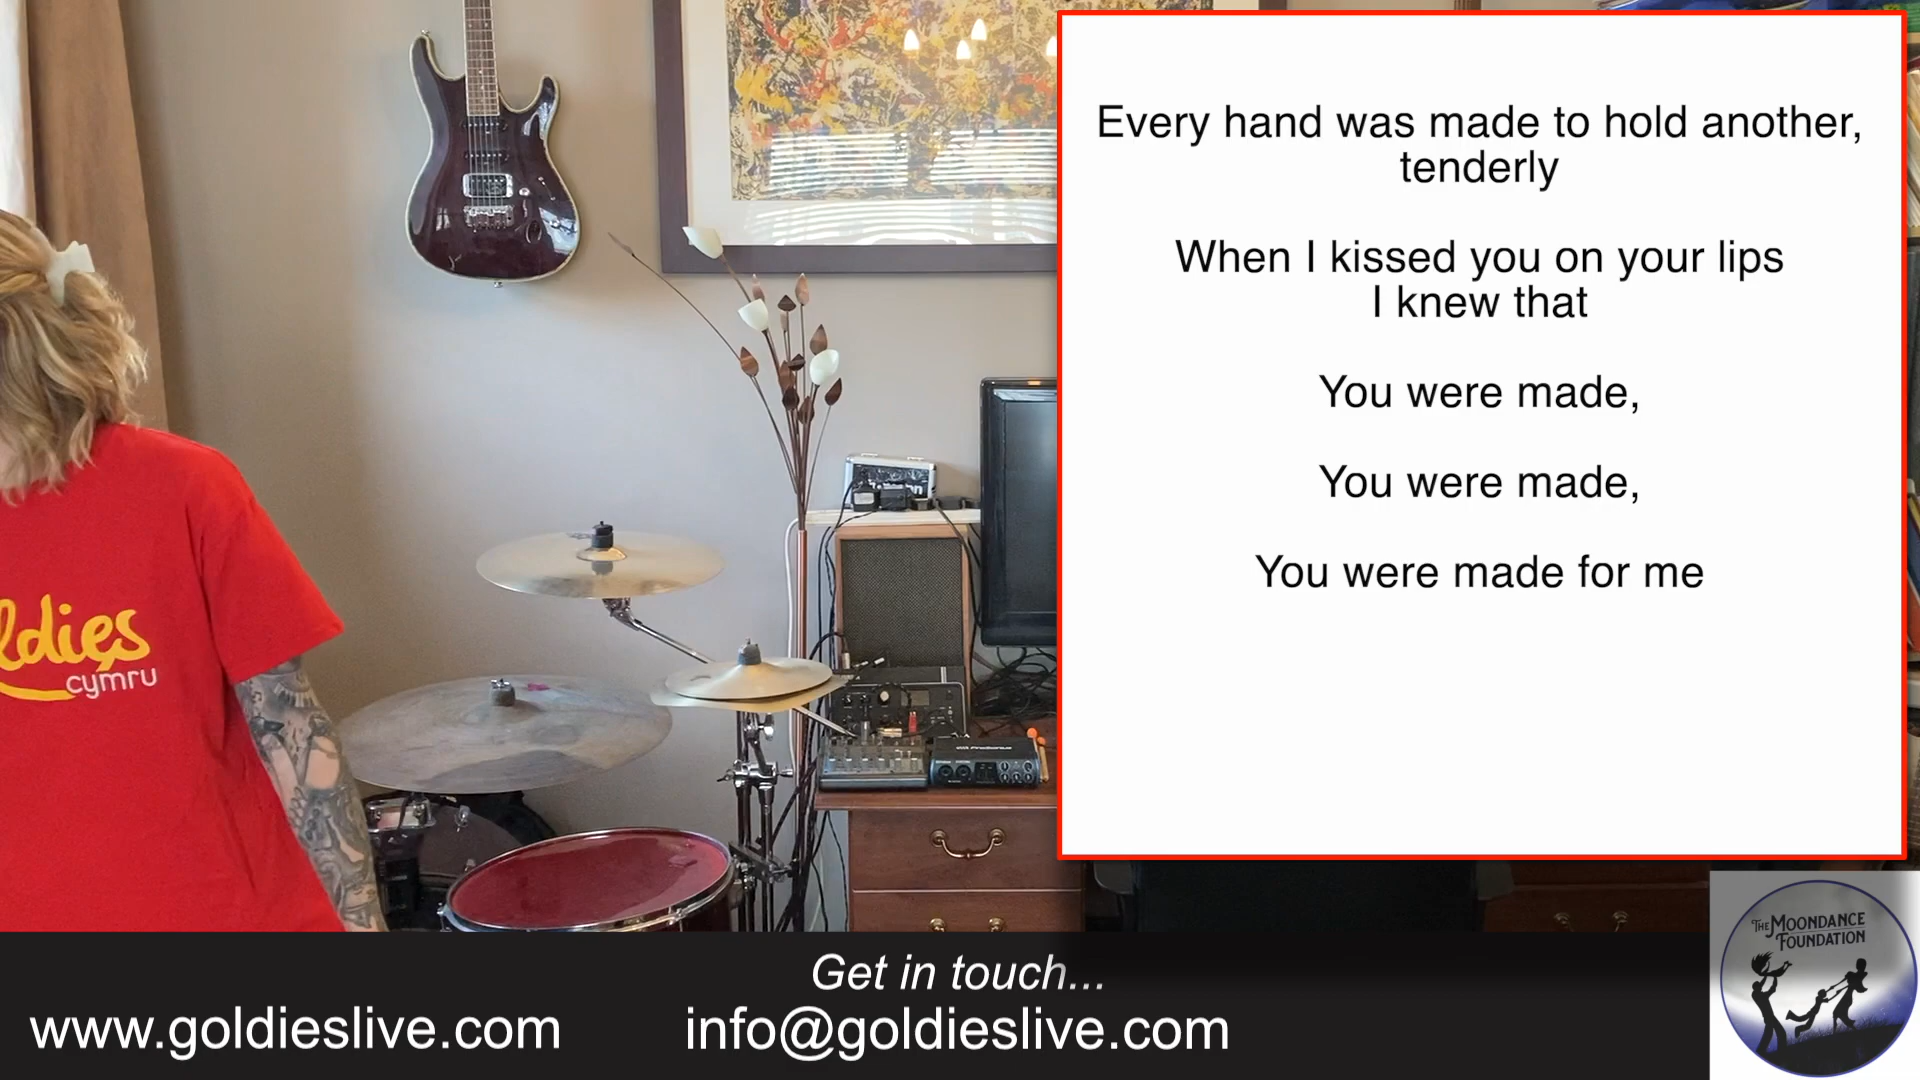 Every hand was made to hold another,
tenderly
When I kissed you on your lips
I knew that
You were made,
You were made,
You were made for me
ldies
cymru
PreSonus
THE MOONDANCE
FOUNDATION
Get in touch...
www.goldieslive.com
info@goldieslive.com